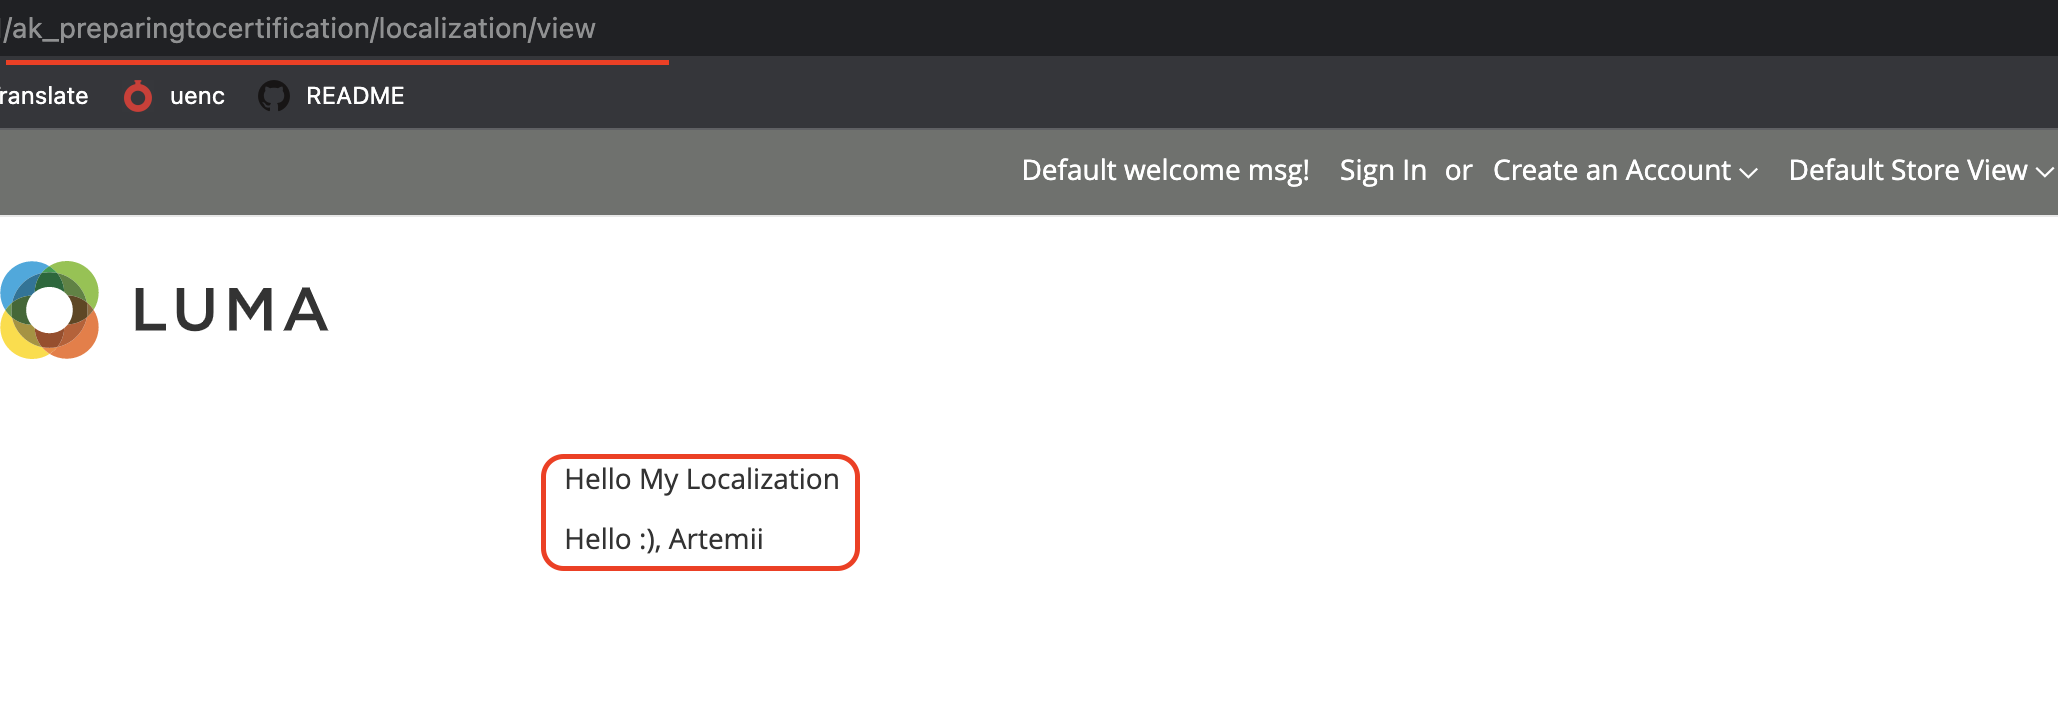 /ak_preparingtocertification/localization/view
ranslate uenc README
Default welcome msg! Sign In or Create an Account Default Store View
LUMA
Hello My Localization
Hello :), Artemii